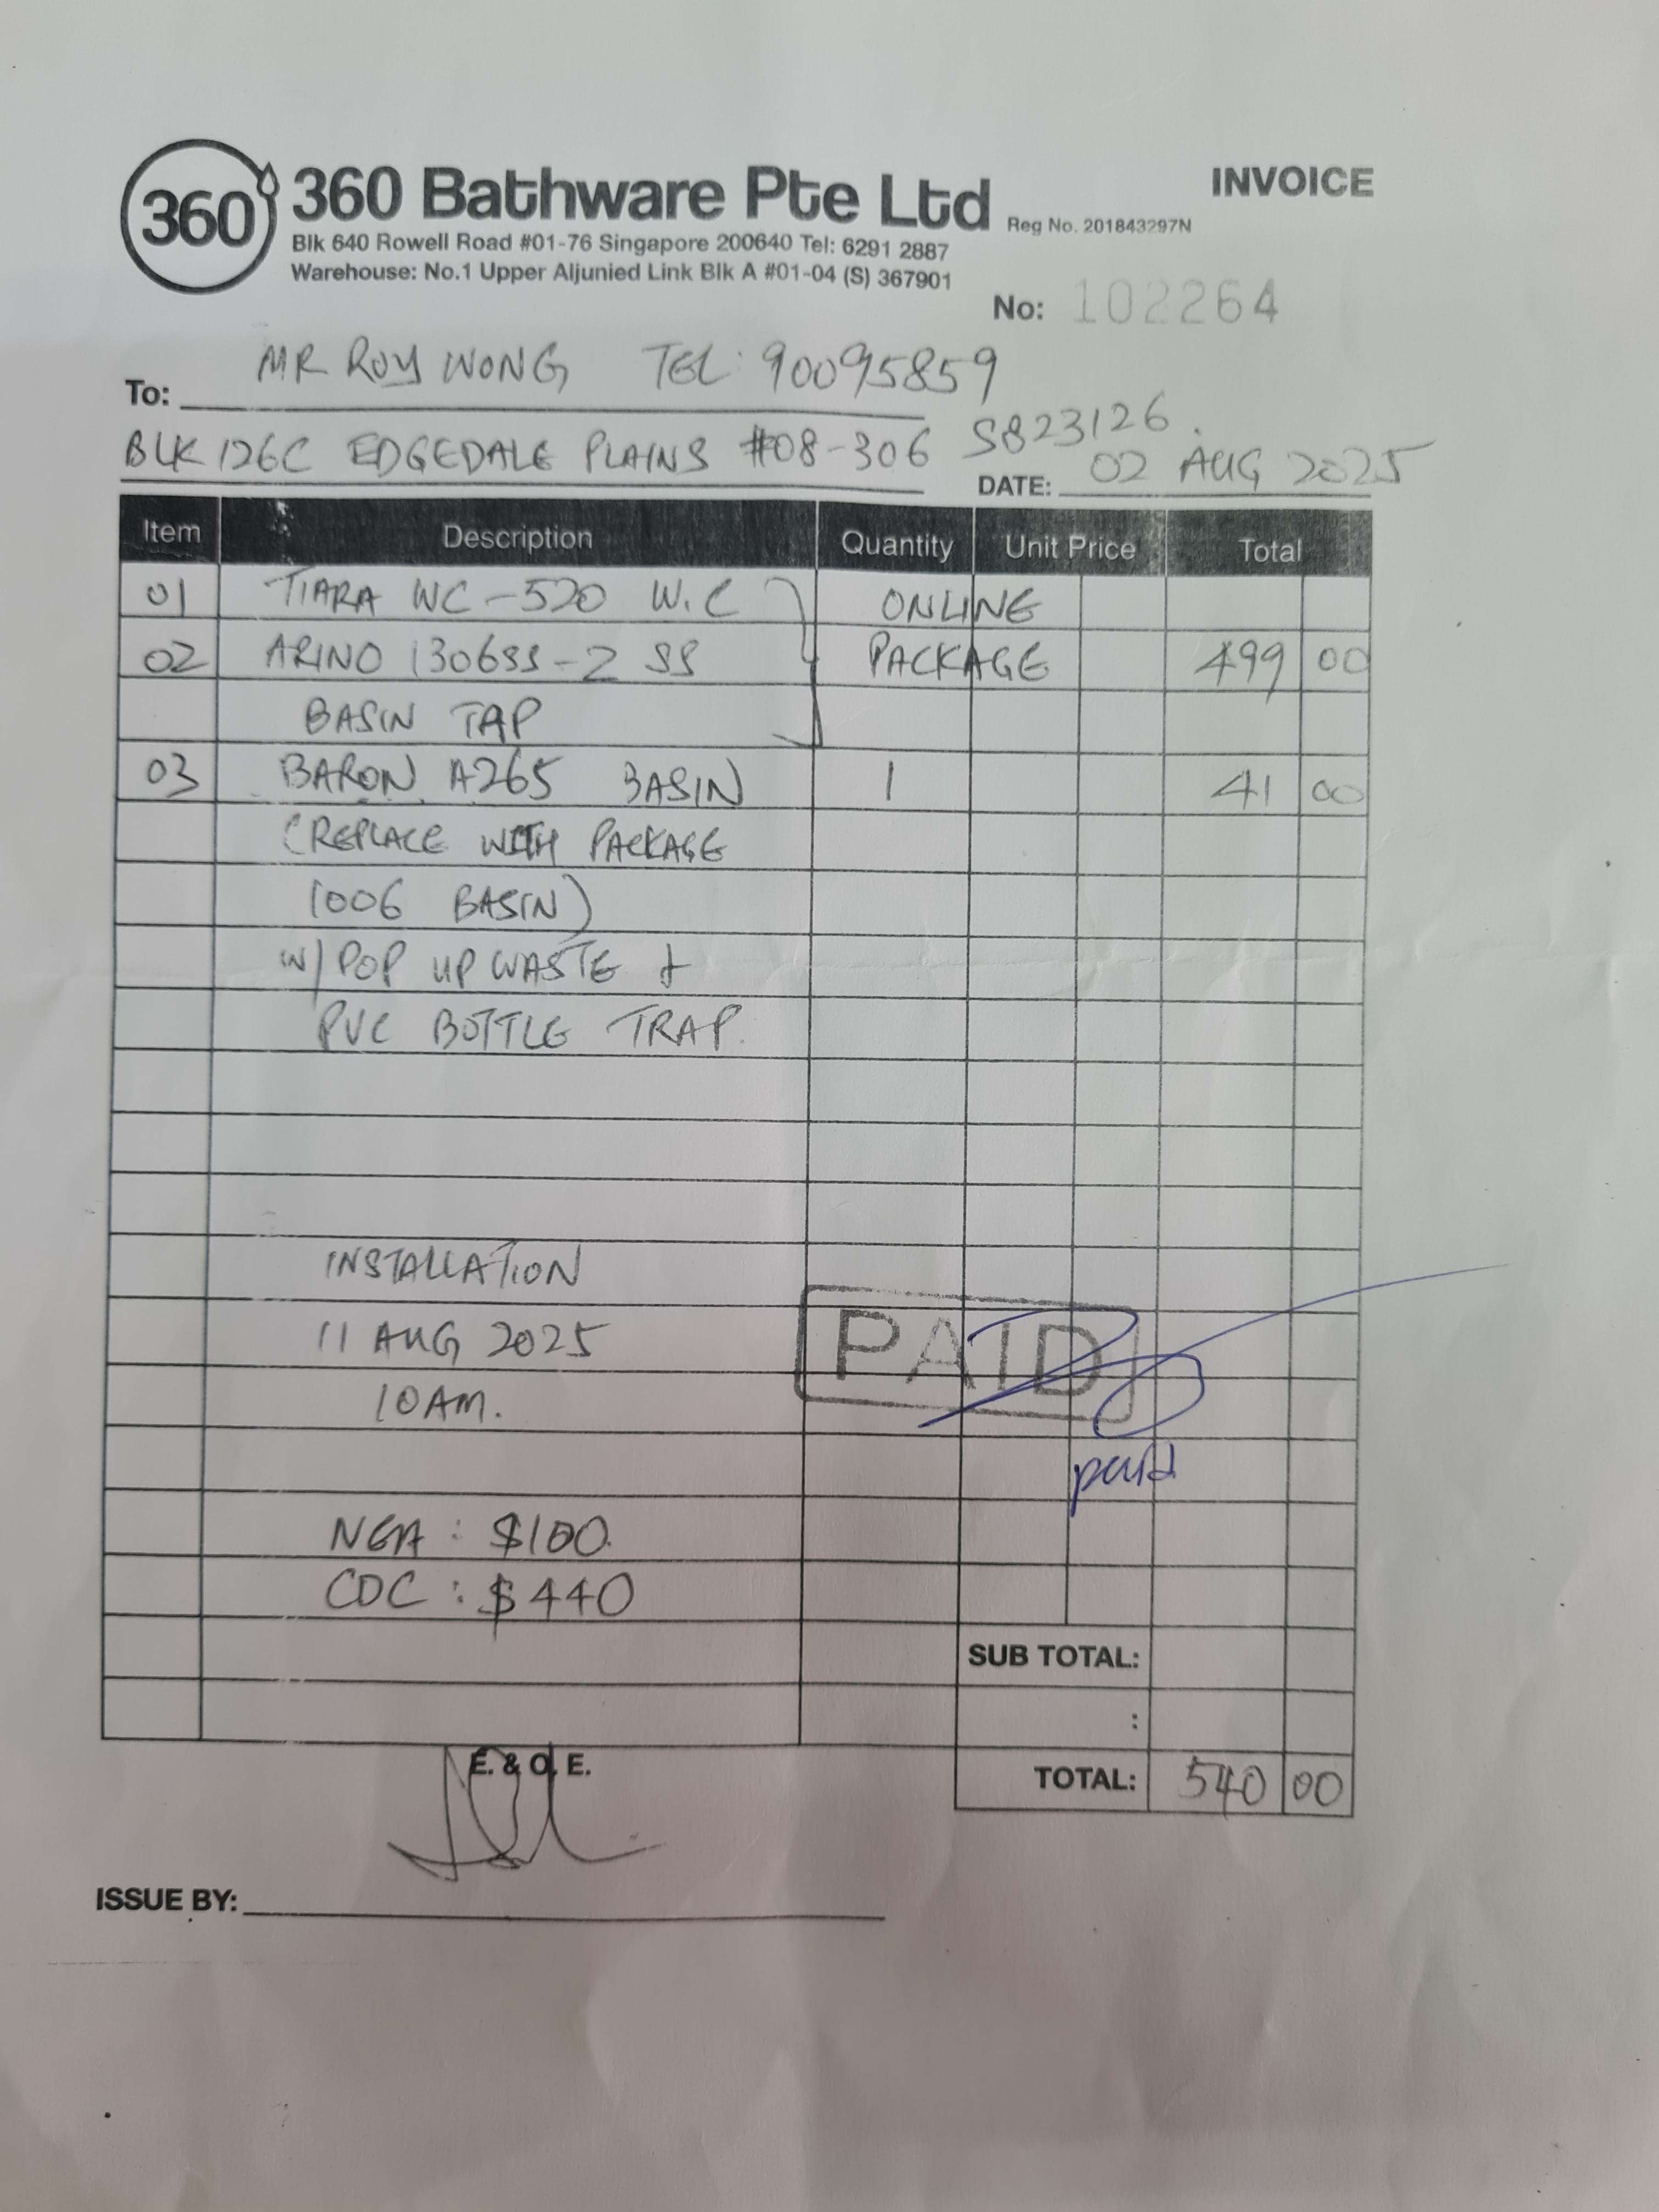 360
360 Bathware Pte Ltd
Reg No. 201843297N
INVOICE
Blk 640 Rowell Road #01-76 Singapore 200640 Tel: 6291 2887
Warehouse: No.1 Upper Aljunied Link Blk A #01-04 (S) 367901
No: 102264
To: MR ROY WONG TEL: 90095859
BLK 126C EDGEDALE PLAINS #08-306 S823126.
DATE: 02 AUG 2025
Item Description Quantity Unit Price Total
01 TIARA WC-520 W.C ONLINE
02 ARINO 1306SS-2 SS PACKAGE 499 00
BASIN TAP
03 BARON A265 BASIN 1 41 00
(REPLACE WITH PACKAGE
1006 BASIN)
W/ POP UP WASTE &
PVC BOTTLE TRAP.
INSTALLATION
11 AUG 2025
PAID
10AM.
paid
NEA : $100
CDC : $440
SUB TOTAL:
:
E. & O. E.
TOTAL: 540 00
ISSUE BY: